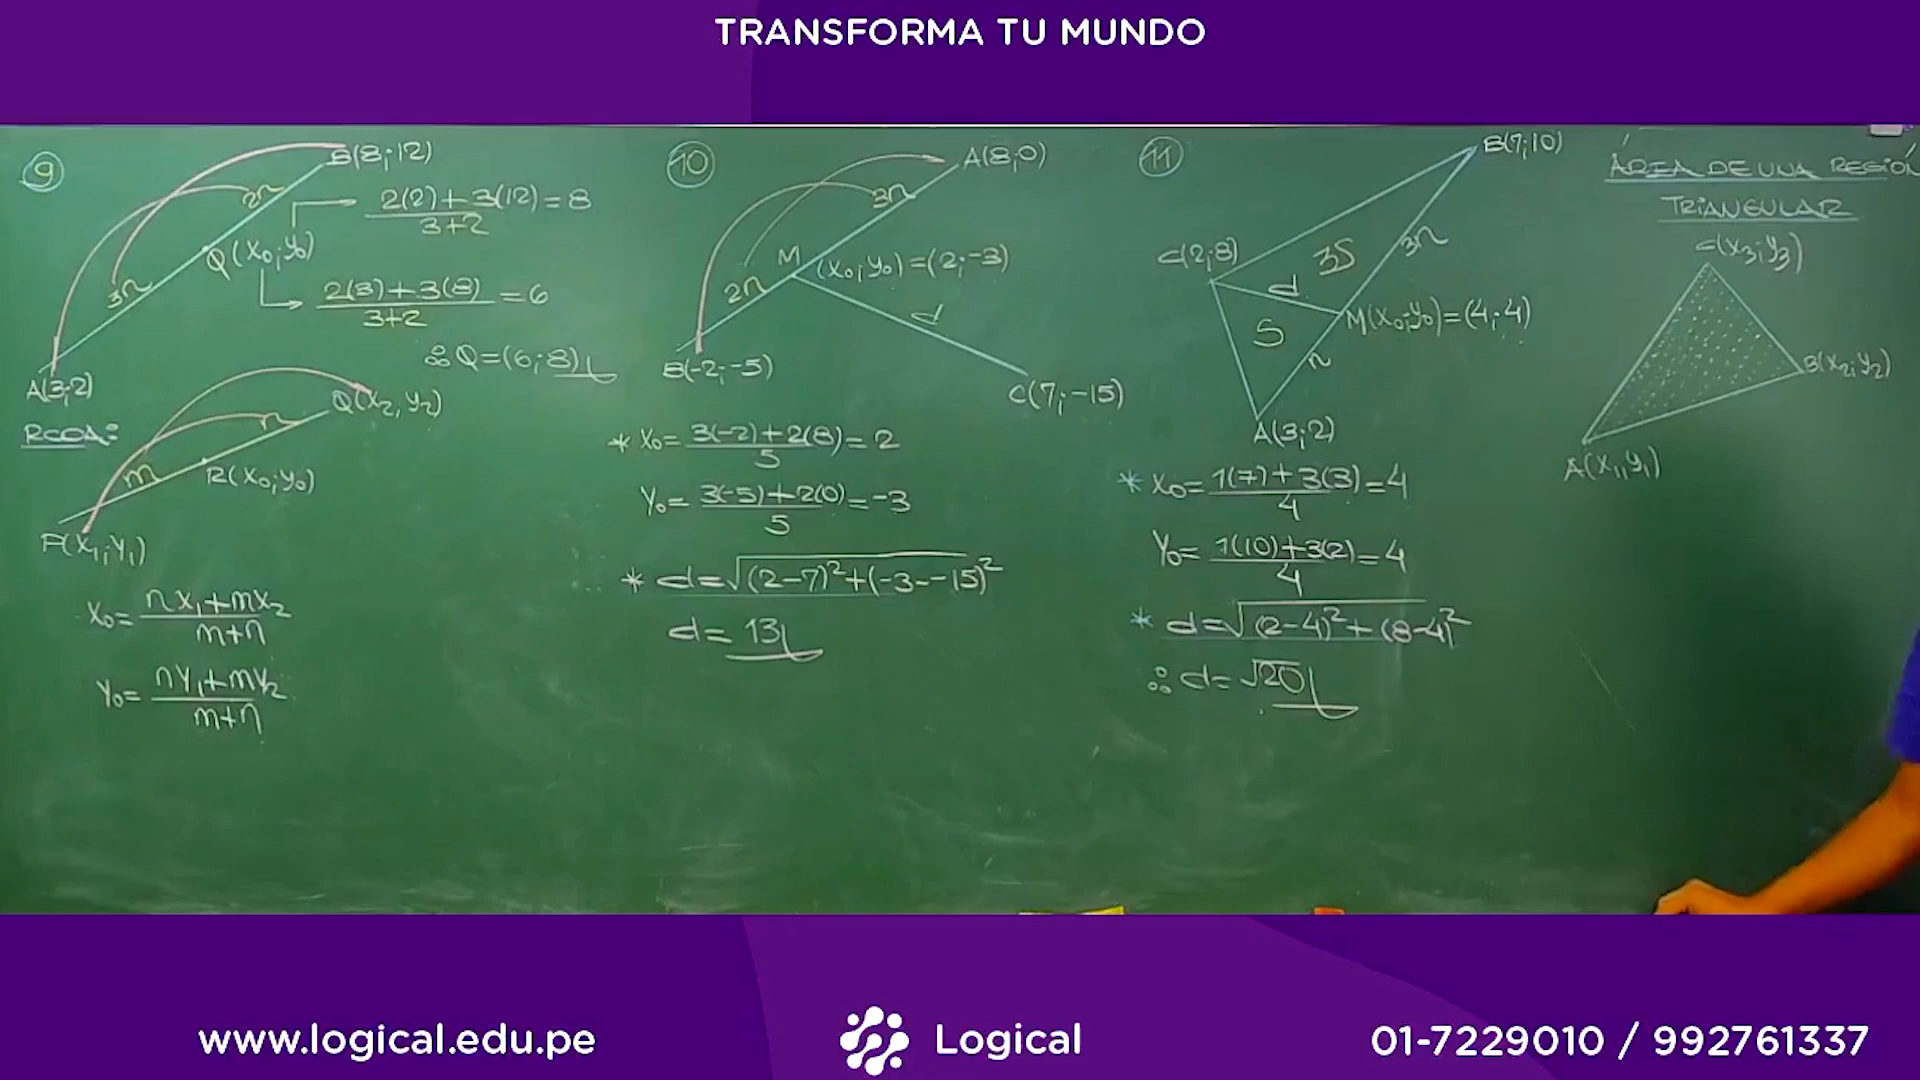 TRANSFORMA TU MUNDO
9
B(8;12)
2n
2(2)+3(12)=8
3+2
Q(x₀;y₀)
3n
2(3)+3(8)=6
3+2
∴Q=(6;8)
A(3;2)
RCDA:
Q(x₂,y₂)
n
m
R(x₀;y₀)
P(x₁;y₁)
x₀=nx₁+mx₂
m+n
y₀=ny₁+my₂
m+n
10
A(8;0)
3n
M
(x₀;y₀)=(2;-3)
2n
d
B(-2;-5)
C(7;-15)
* x₀=3(-2)+2(8)=2
5
y₀=3(-5)+2(0)=-3
5
* d=√(2-7)²+(-3--15)²
d=13
11
B(7;10)
C(2;8)
3S
3n
d
M(x₀;y₀)=(4;4)
S
n
A(3;2)
* x₀=1(7)+3(3)=4
4
y₀=1(10)+3(2)=4
4
* d=√(2-4)²+(8-4)²
∴ d=√20
ÁREA DE UNA REGIÓN
TRIANGULAR
C(x₃;y₃)
B(x₂;y₂)
A(x₁,y₁)
www.logical.edu.pe
Logical
01-7229010 / 992761337